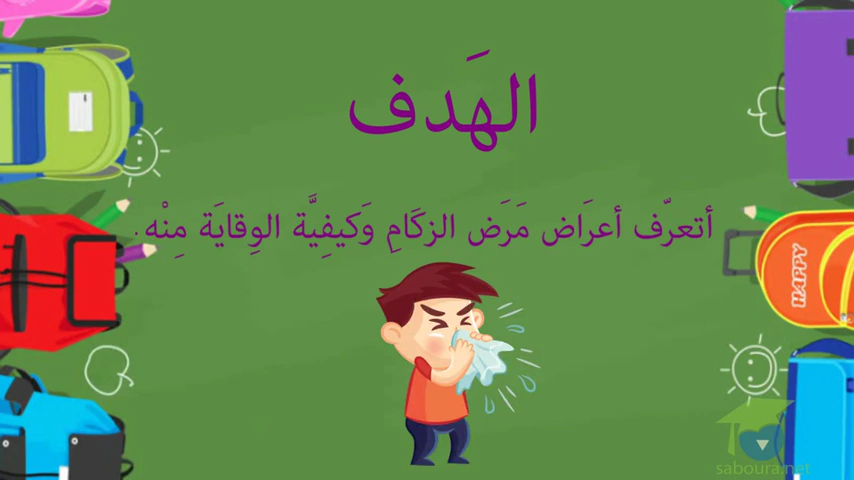 الهَدف
أتعرّف أعرَاض مَرَض الزكَامِ وَكيفِيَّة الوِقايَة مِنْه.
HAPPY
saboura.net